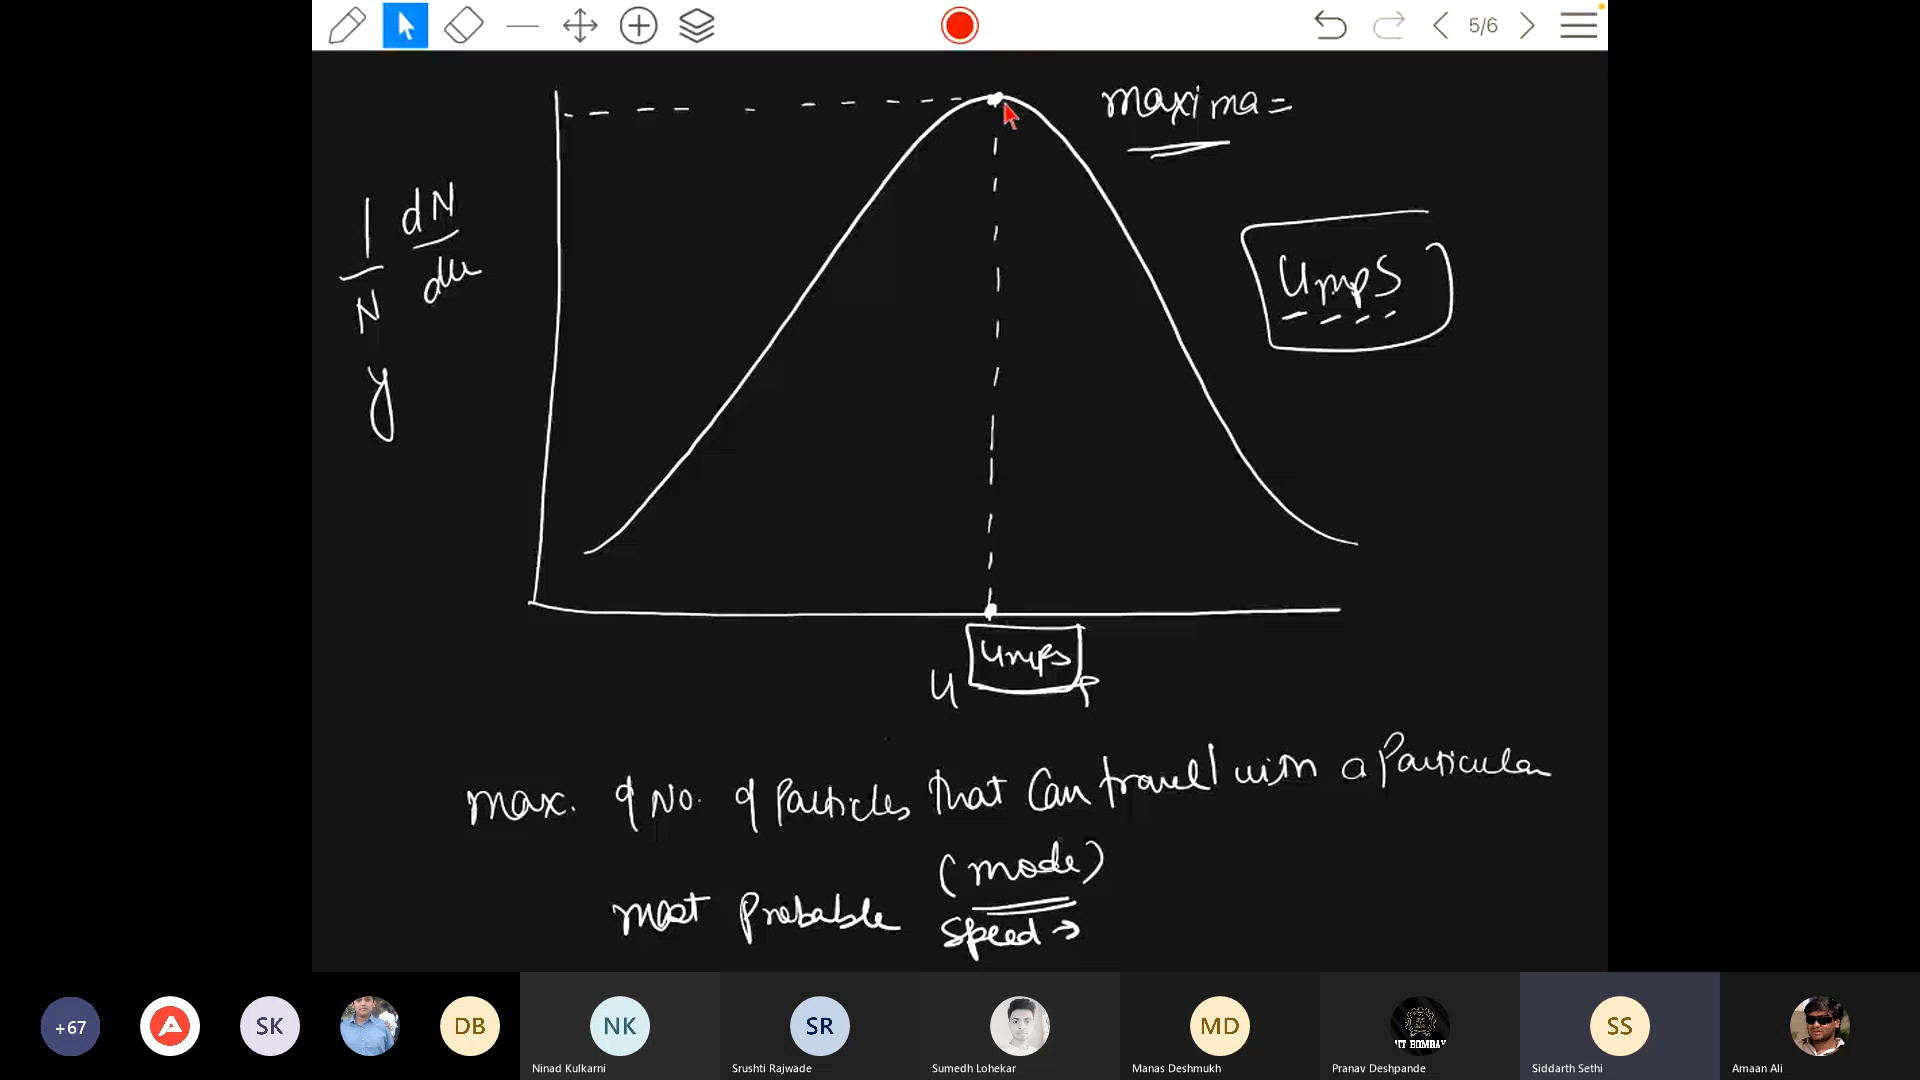 5/6
maxima =
1 dN
N du
y
UmpS
Umps
u
max. of No. of Particles that Can travel with a Particular
(mode)
most Probable Speed →
+67
SK
DB
NK
SR
MD
IIT BOMBAY
SS
Ninad Kulkarni
Srushti Rajwade
Sumedh Lohekar
Manas Deshmukh
Pranav Deshpande
Siddarth Sethi
Amaan Ali